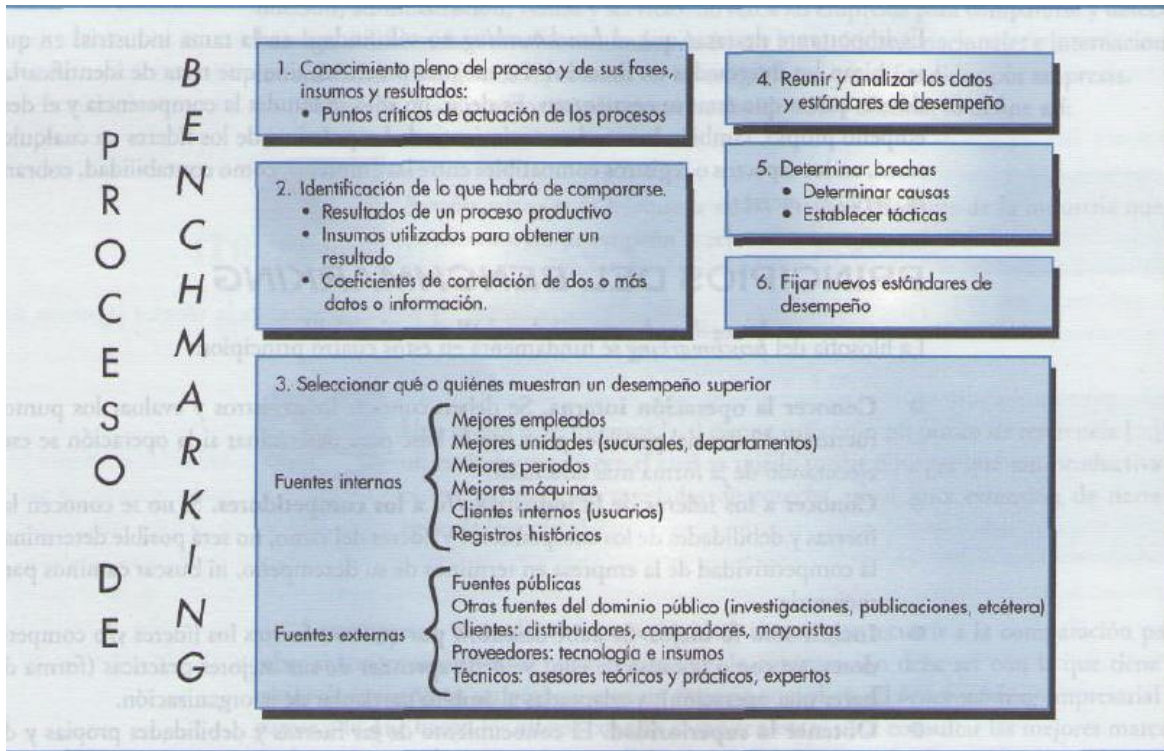 PROCESO DE
BENCHMARKING
1. Conocimiento pleno del proceso y de sus fases,
insumos y resultados:
• Puntos críticos de actuación de los procesos
2. Identificación de lo que habrá de compararse.
• Resultados de un proceso productivo
• Insumos utilizados para obtener un
resultado
• Coeficientes de correlación de dos o más
datos o información.
4. Reunir y analizar los datos
y estándares de desempeño
5. Determinar brechas
• Determinar causas
• Establecer tácticas
6. Fijar nuevos estándares de
desempeño
3. Seleccionar qué o quiénes muestran un desempeño superior
Fuentes internas
Mejores empleados
Mejores unidades (sucursales, departamentos)
Mejores periodos
Mejores máquinas
Clientes internos (usuarios)
Registros históricos
Fuentes externas
Fuentes públicas
Otras fuentes del dominio público (investigaciones, publicaciones, etcétera)
Clientes: distribuidores, compradores, mayoristas
Proveedores: tecnología e insumos
Técnicos: asesores teóricos y prácticos, expertos